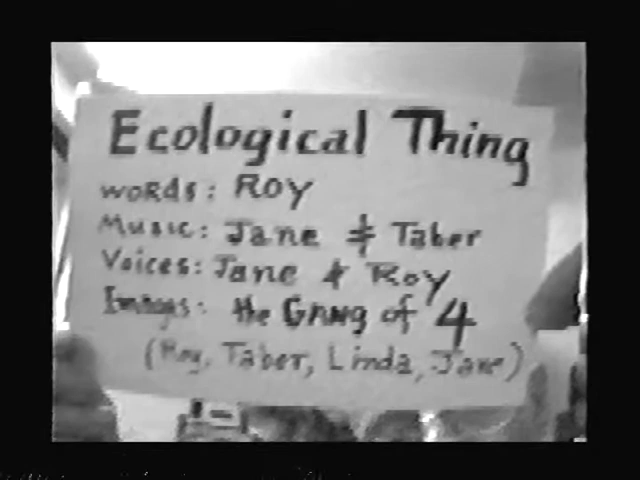 Ecological Thing
WORDS: ROY
Music: Jane & Taber
Voices: Jane & Roy
Images: the GANG of 4
(Roy, Taber, Linda, Jane)